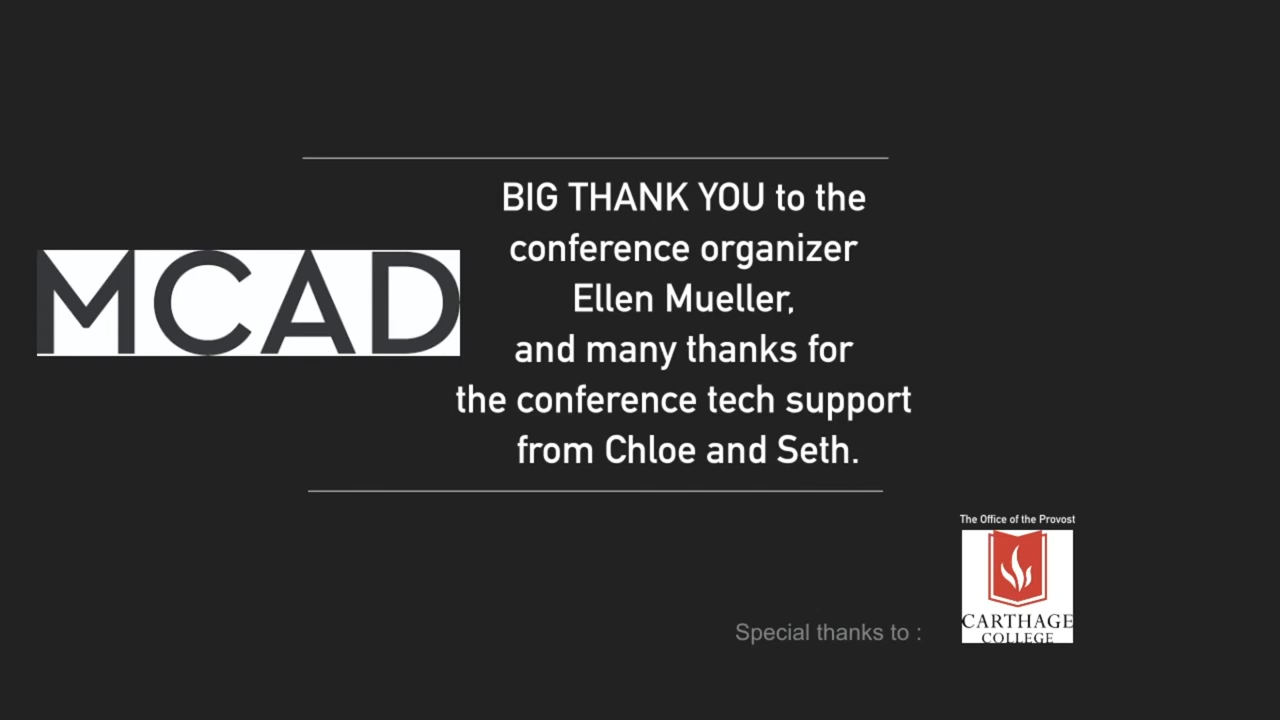 BIG THANK YOU to the
conference organizer
MCAD
Ellen Mueller,
and many thanks for
the conference tech support
from Chloe and Seth.
The Office of the Provost
Special thanks to :
CARTHAGE
COLLEGE